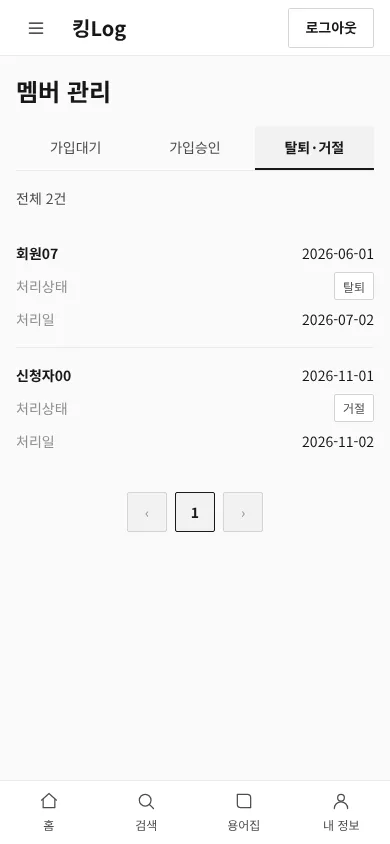 킹Log
로그아웃
멤버 관리
가입대기 가입승인 탈퇴·거절
전체 2건
회원07 2026-06-01
처리상태 탈퇴
처리일 2026-07-02
신청자00 2026-11-01
처리상태 거절
처리일 2026-11-02
‹ 1 ›
홈 검색 용어집 내 정보